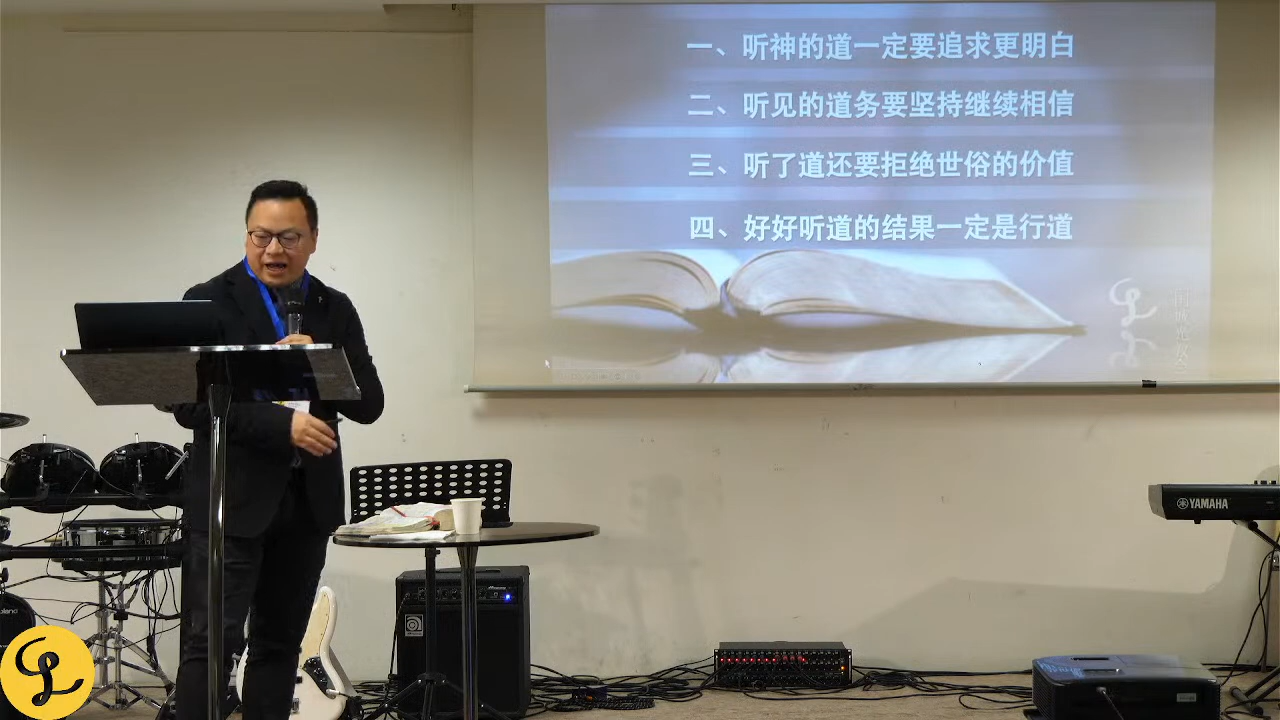 一、听神的道一定要追求更明白
二、听见的道务要坚持继续相信
三、听了道还要拒绝世俗的价值
四、好好听道的结果一定是行道
YAMAHA